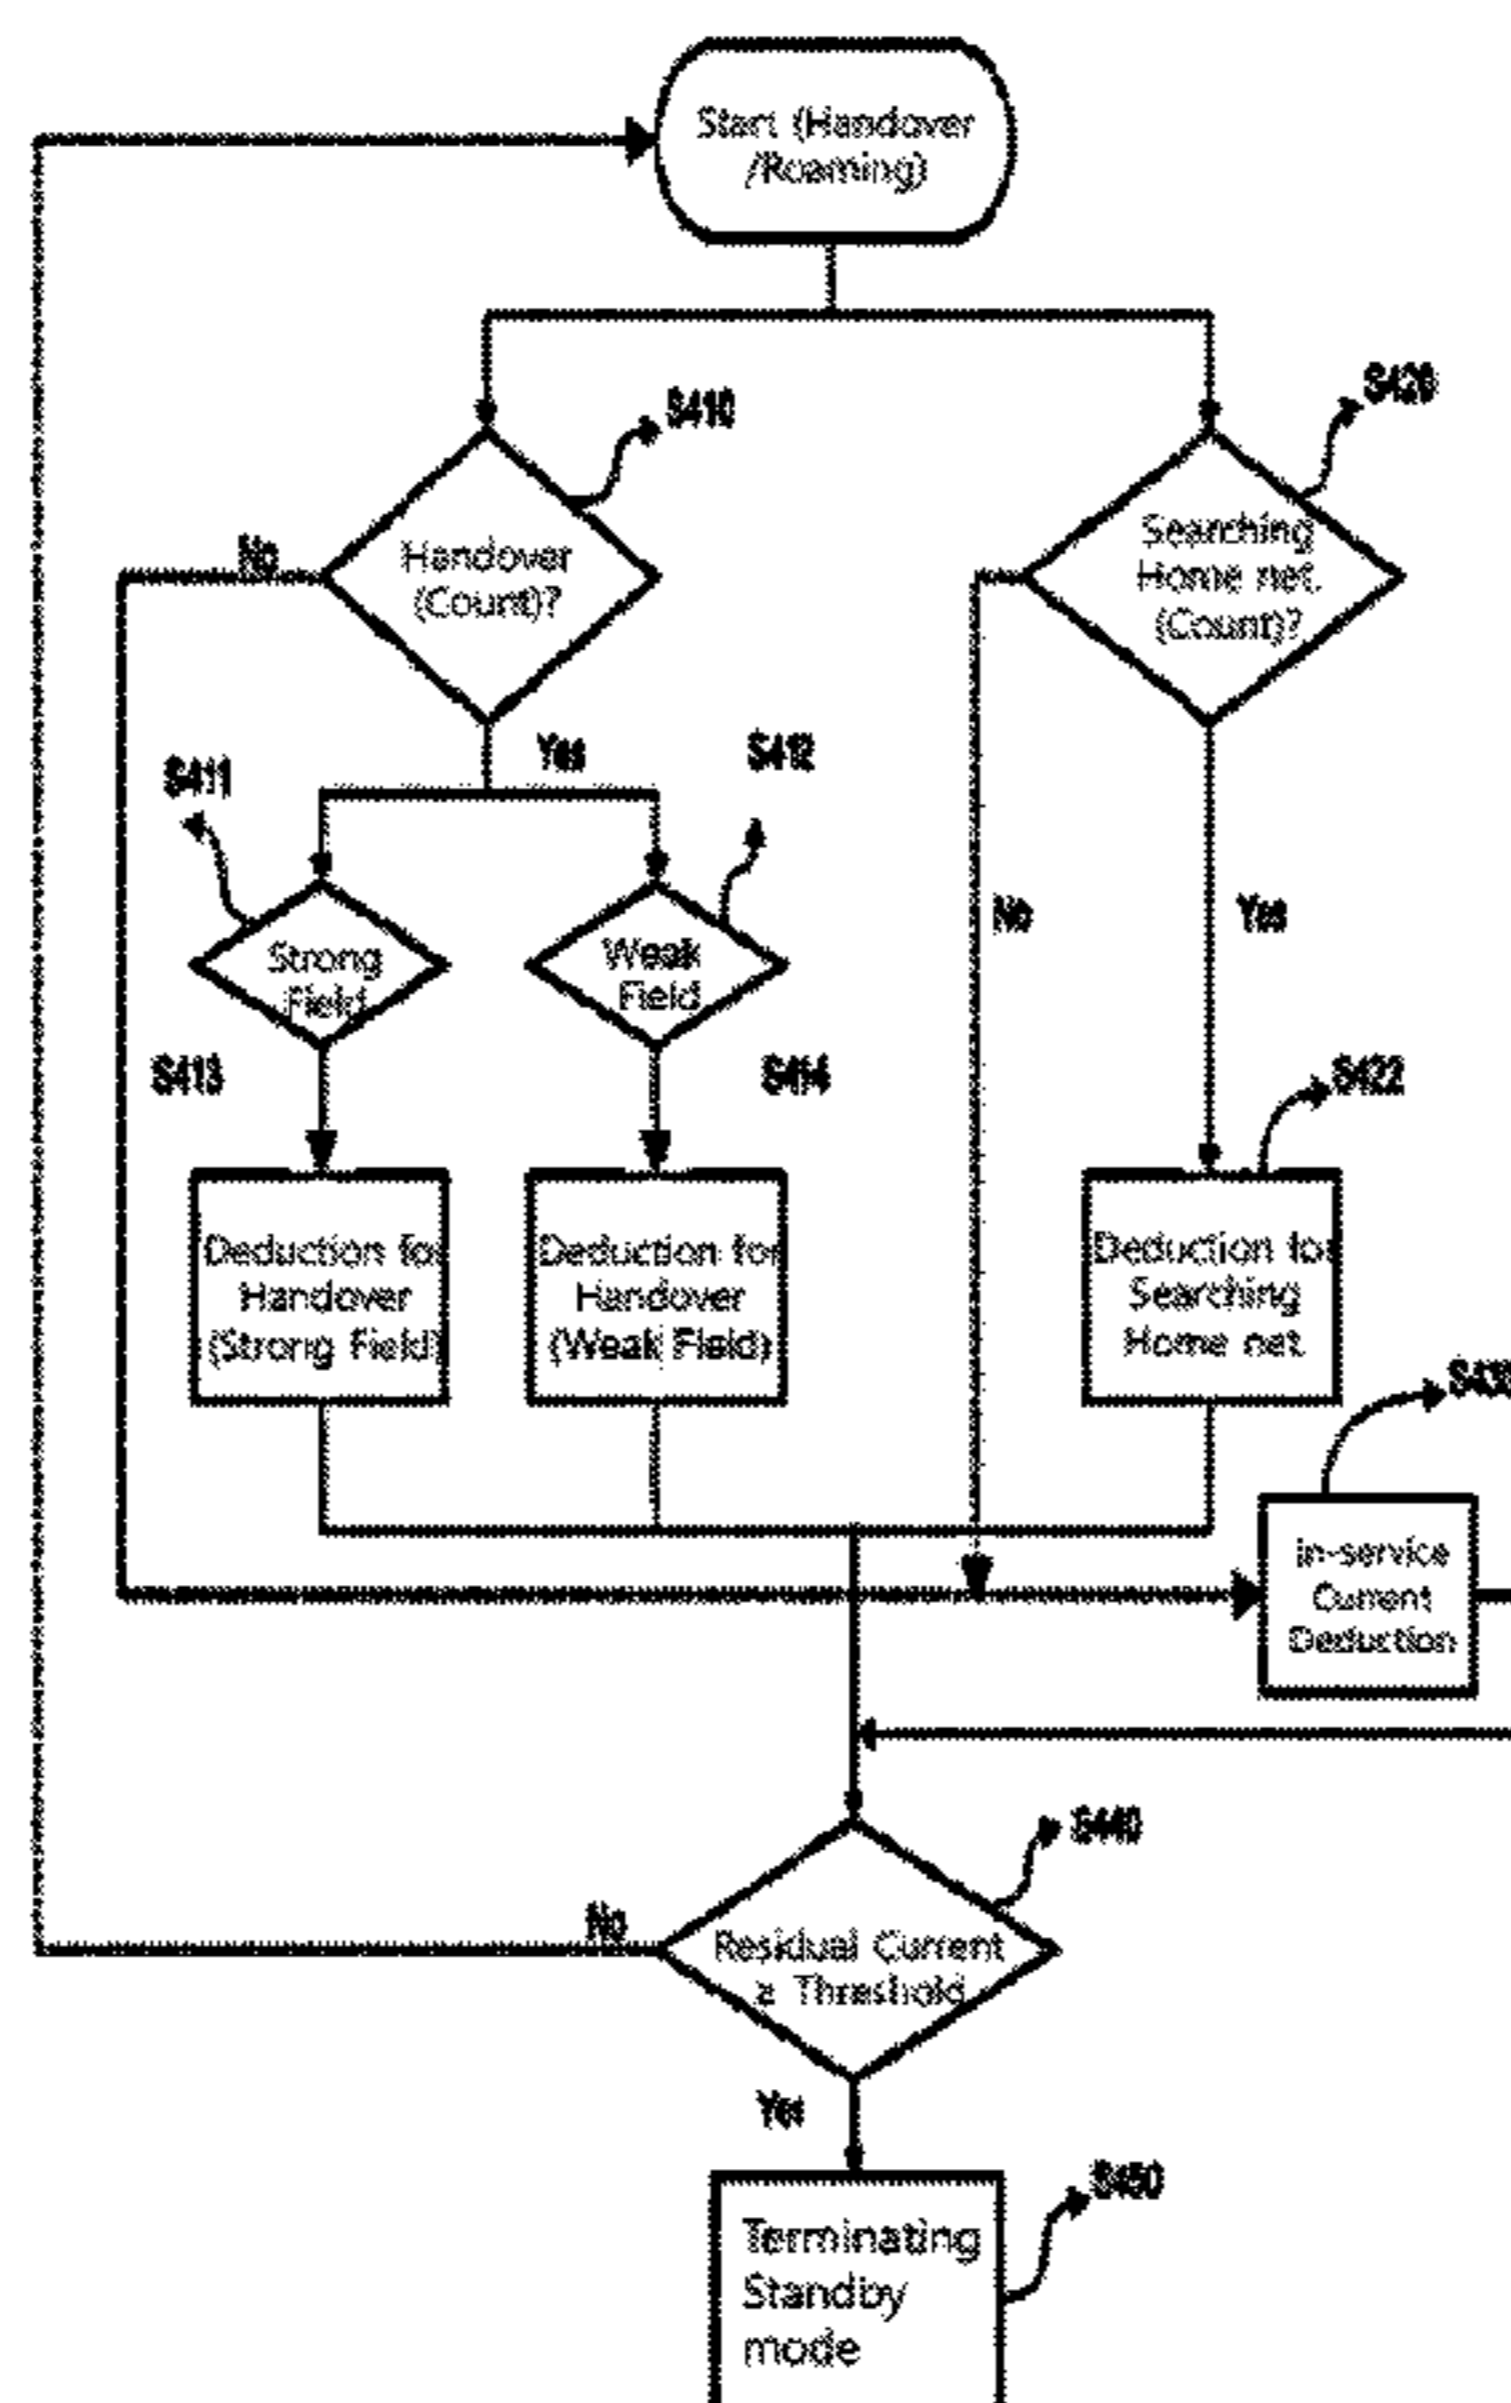 Start (Handover
/Roaming)
S410
S420
No
Handover
(Count)?
Searching
Home net.
(Count)?
Yes
S411
S412
No
Yes
Strong
Field
Weak
Field
S413
S414
S422
Deduction for
Handover
(Strong Field)
Deduction for
Handover
(Weak Field)
Deduction for
Searching
Home net.
in-service
Current
Deduction
S440
No
Residual Current
≥ Threshold
Yes
S450
Terminating
Standby
mode